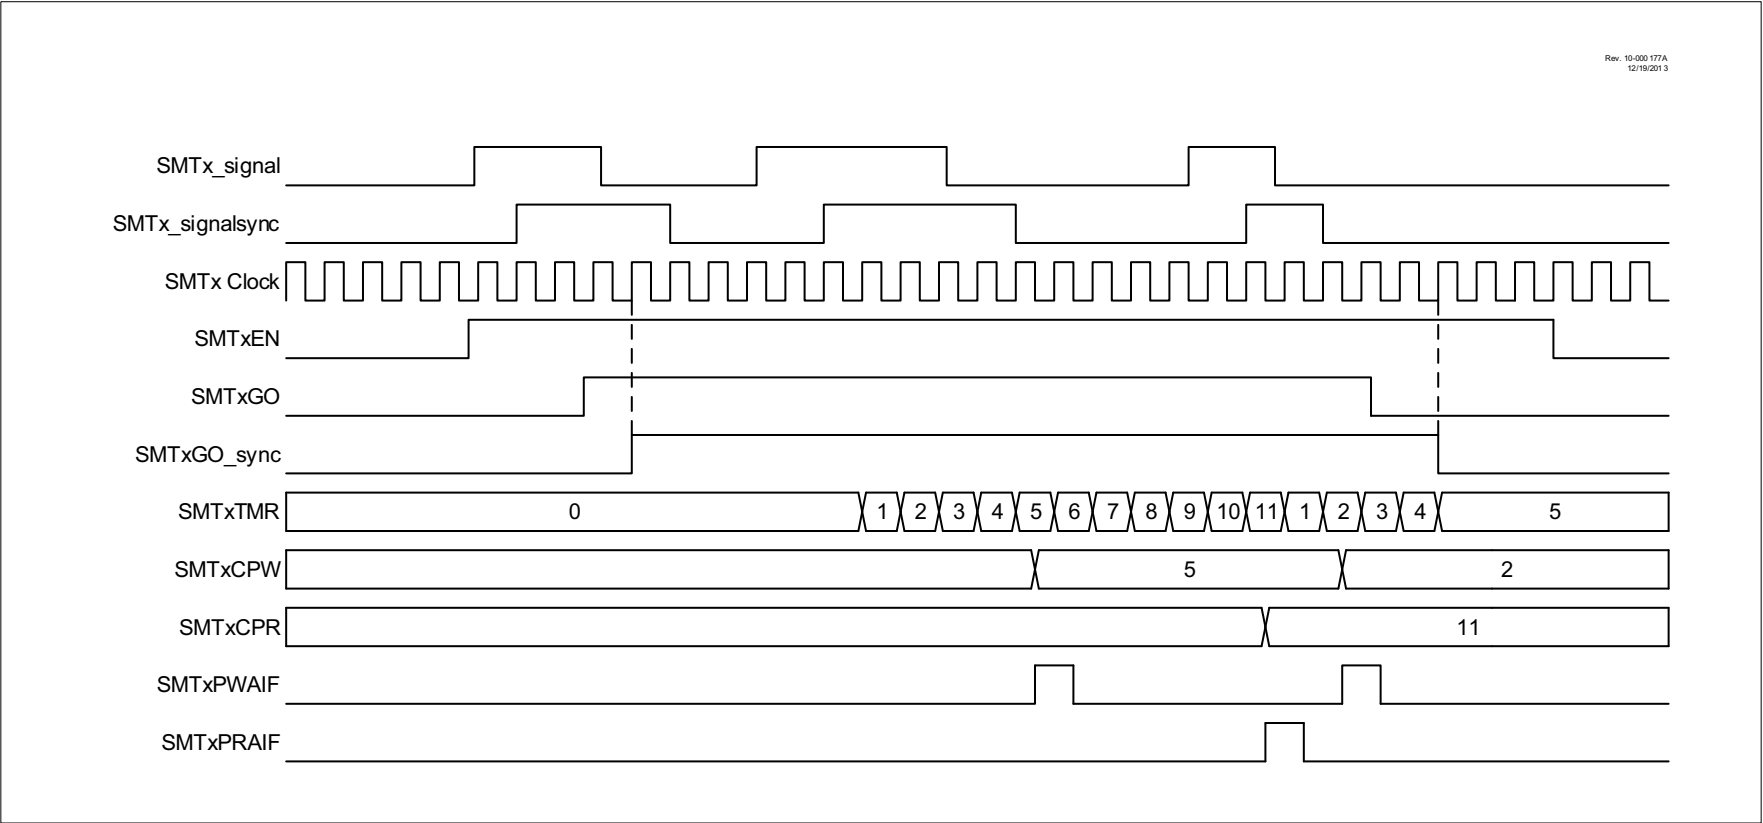 Rev. 10-000 177A
12/19/201 3
SMTx_signal
SMTx_signalsync
SMTx Clock
SMTxEN
SMTxGO
SMTxGO_sync
SMTxTMR 0 1 2 3 4 5 6 7 8 9 10 11 1 2 3 4 5
SMTxCPW 5 2
SMTxCPR 11
SMTxPWAIF
SMTxPRAIF